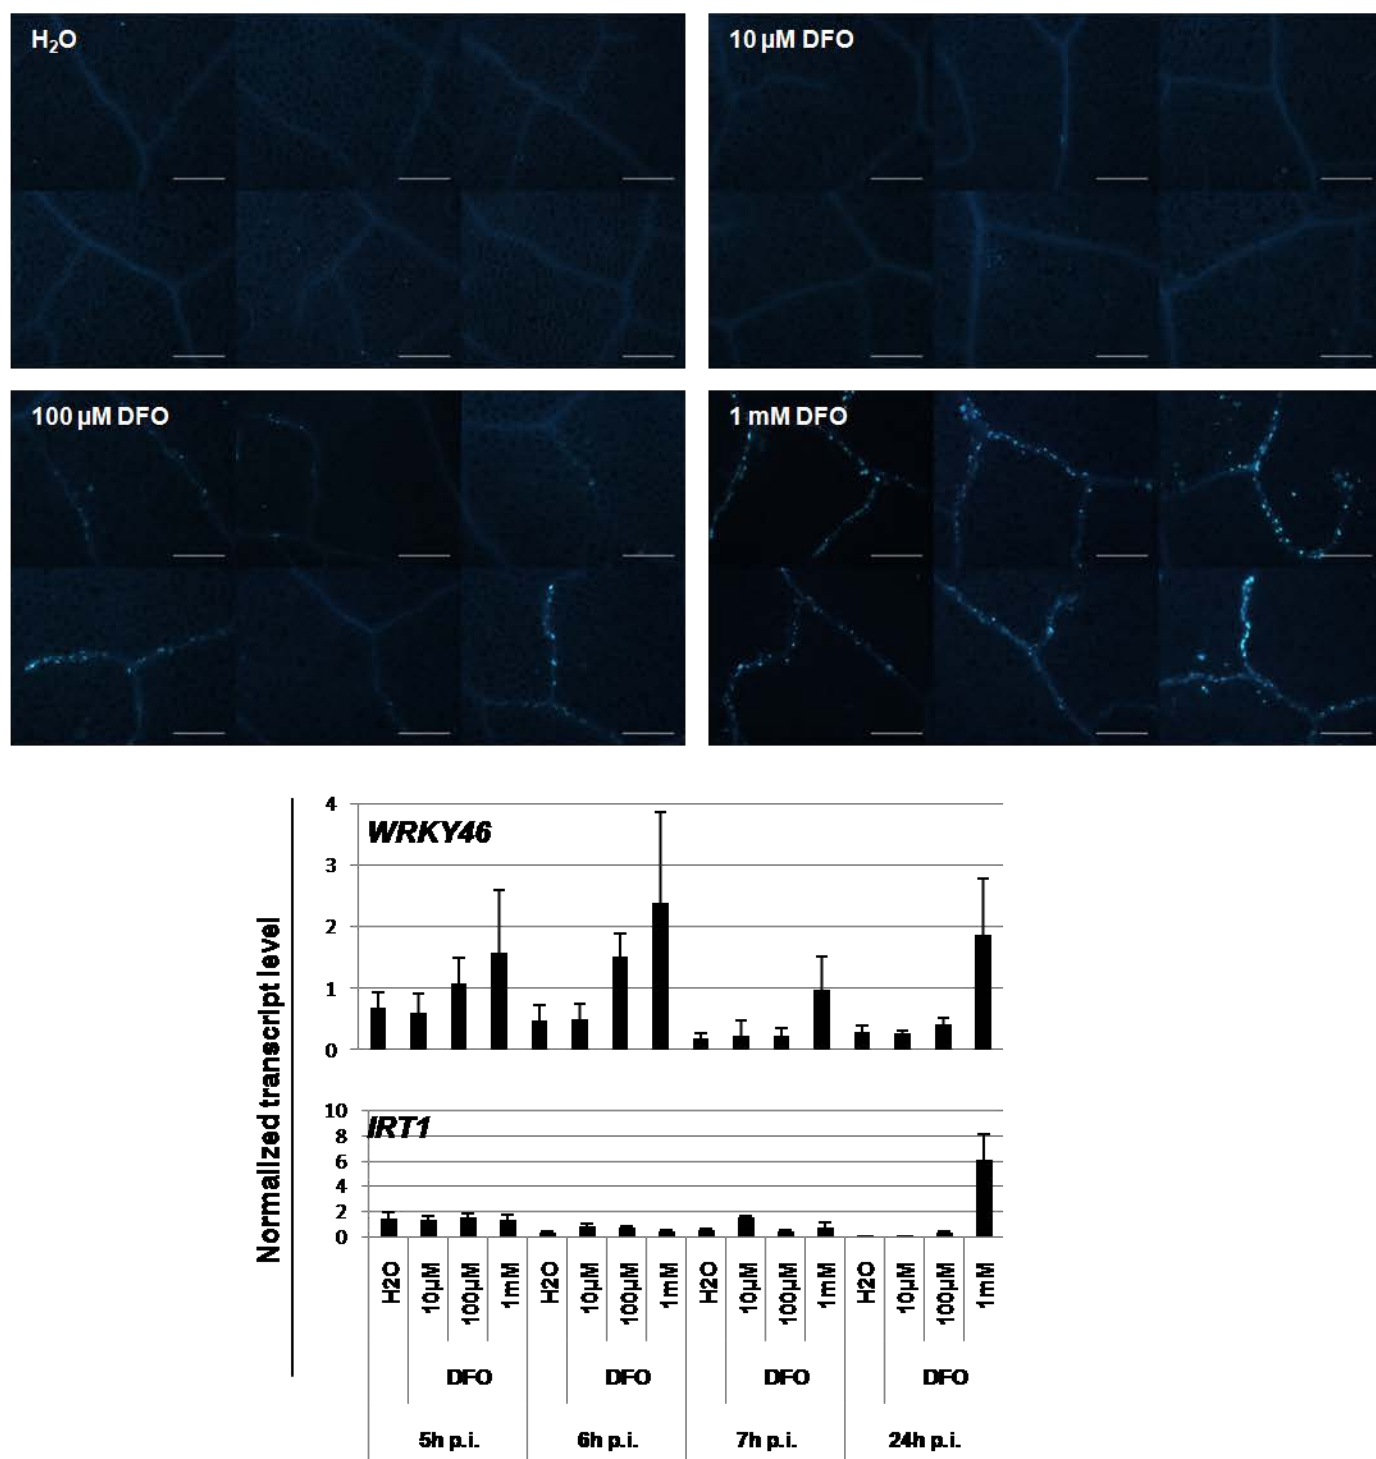 H2O
10 µM DFO
100 µM DFO
1 mM DFO
Normalized transcript level
WRKY46
4
3
2
1
0
IRT1
10
8
6
4
2
0
H2O 10µM 100µM 1mM H2O 10µM 100µM 1mM H2O 10µM 100µM 1mM H2O 10µM 100µM 1mM
DFO DFO DFO DFO
5h p.i. 6h p.i. 7h p.i. 24h p.i.